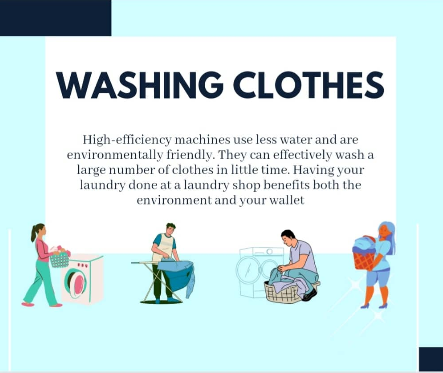 WASHING CLOTHES
High-efficiency machines use less water and are
environmentally friendly. They can effectively wash a
large number of clothes in little time. Having your
laundry done at a laundry shop benefits both the
environment and your wallet